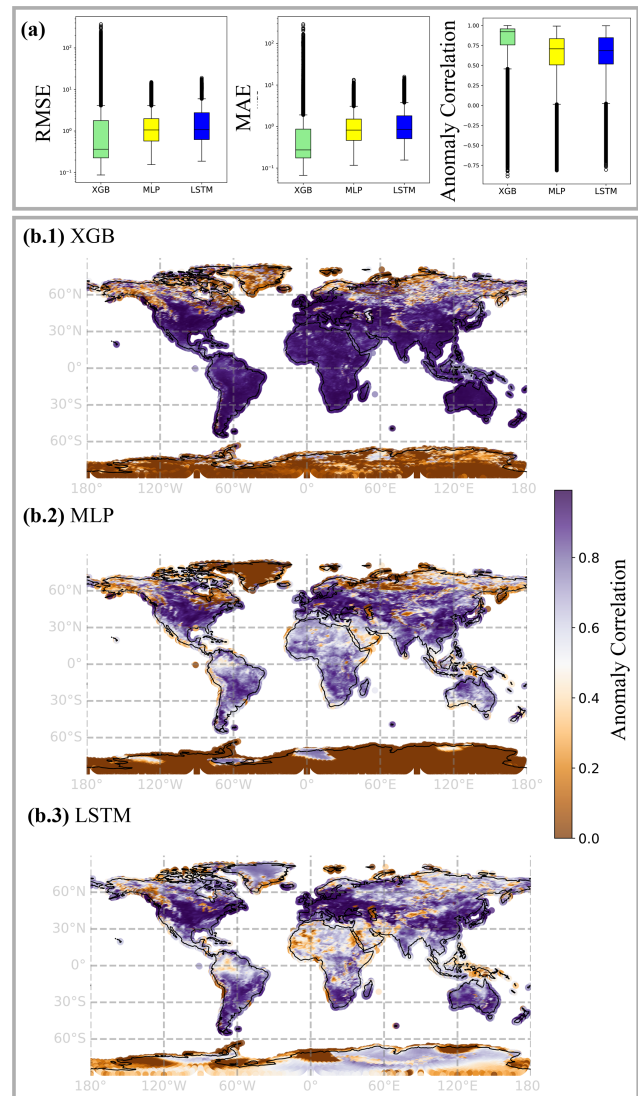 (a)
RMSE
10²
10¹
10⁰
10⁻¹
XGB MLP LSTM
MAE
10²
10¹
10⁰
10⁻¹
XGB MLP LSTM
Anomaly Correlation
1.00
0.75
0.50
0.25
0.00
−0.25
−0.50
−0.75
XGB MLP LSTM
(b.1) XGB
60°N
30°N
0°
30°S
60°S
180° 120°W 60°W 0° 60°E 120°E 180
(b.2) MLP
60°N
30°N
0°
30°S
60°S
180° 120°W 60°W 0° 60°E 120°E 180°
(b.3) LSTM
60°N
30°N
0°
30°S
60°S
180° 120°W 60°W 0° 60°E 120°E 180
0.8
0.6
0.4
0.2
0.0
Anomaly Correlation